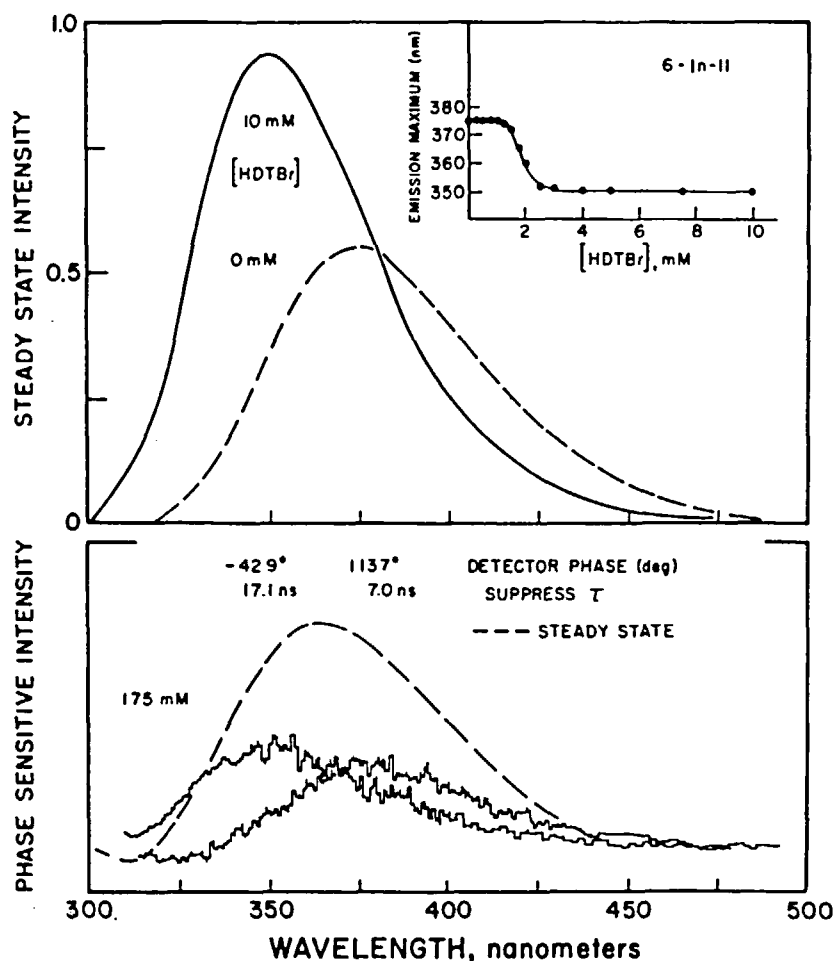 1.0
0.5
0
STEADY STATE INTENSITY
10 mM
[HDTBr]
0 mM
6-In-11
EMISSION MAXIMUM (nm)
380
370
360
350
2 4 6 8 10
[HDTBr], mM
-42 9° 113 7° DETECTOR PHASE (deg)
17.1 ns 7.0 ns SUPPRESS τ
--- STEADY STATE
1 75 mM
PHASE SENSITIVE INTENSITY
300. 350 400 450 500
WAVELENGTH, nanometers